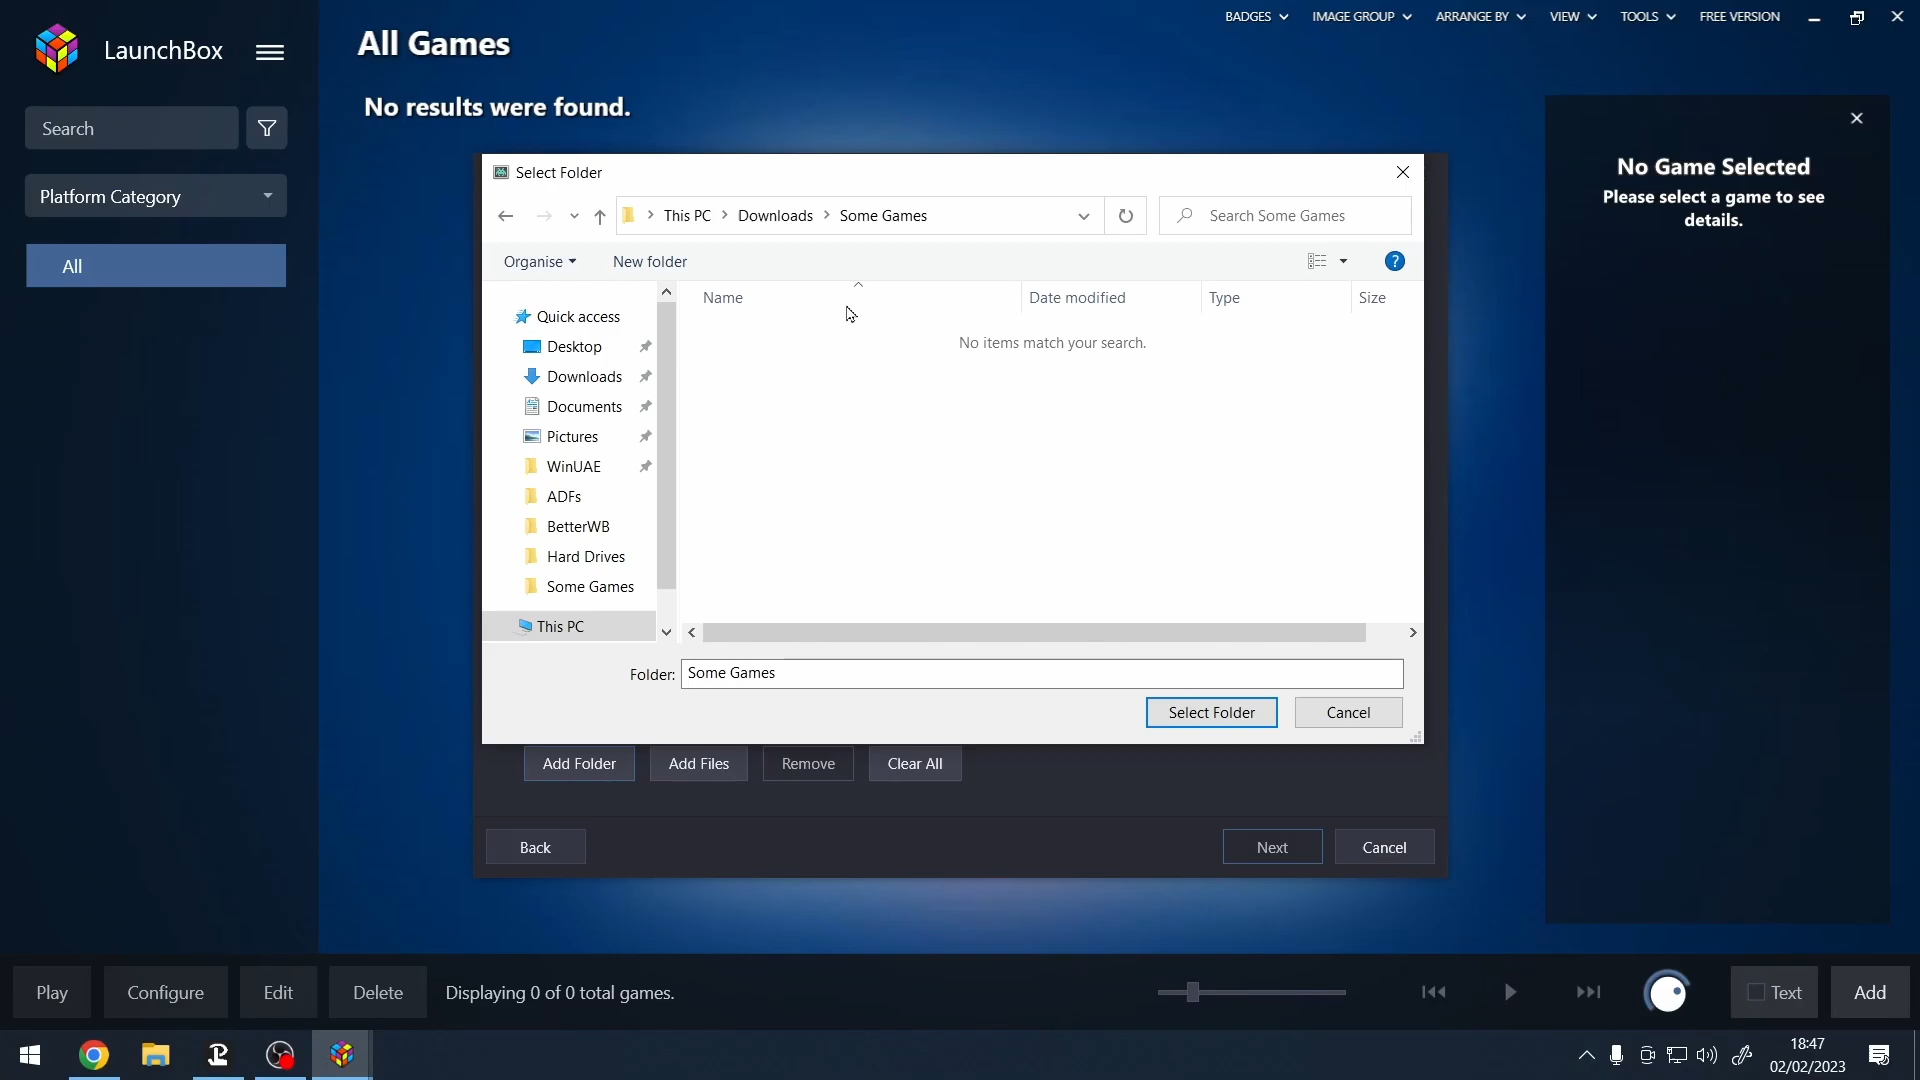 LaunchBox
All Games
BADGES
IMAGE GROUP
ARRANGE BY
VIEW
TOOLS
FREE VERSION
No results were found.
Search
Platform Category
All
No Game Selected
Please select a game to see
details.
Select Folder
This PC
Downloads
Some Games
Search Some Games
Organise
New folder
?
Name
Date modified
Type
Size
No items match your search.
Quick access
Desktop
Downloads
Documents
Pictures
WinUAE
ADFs
BetterWB
Hard Drives
Some Games
This PC
Folder:
Some Games
Select Folder
Cancel
Add Folder
Add Files
Remove
Clear All
Back
Next
Cancel
Play
Configure
Edit
Delete
Displaying 0 of 0 total games.
Text
Add
18:47
02/02/2023